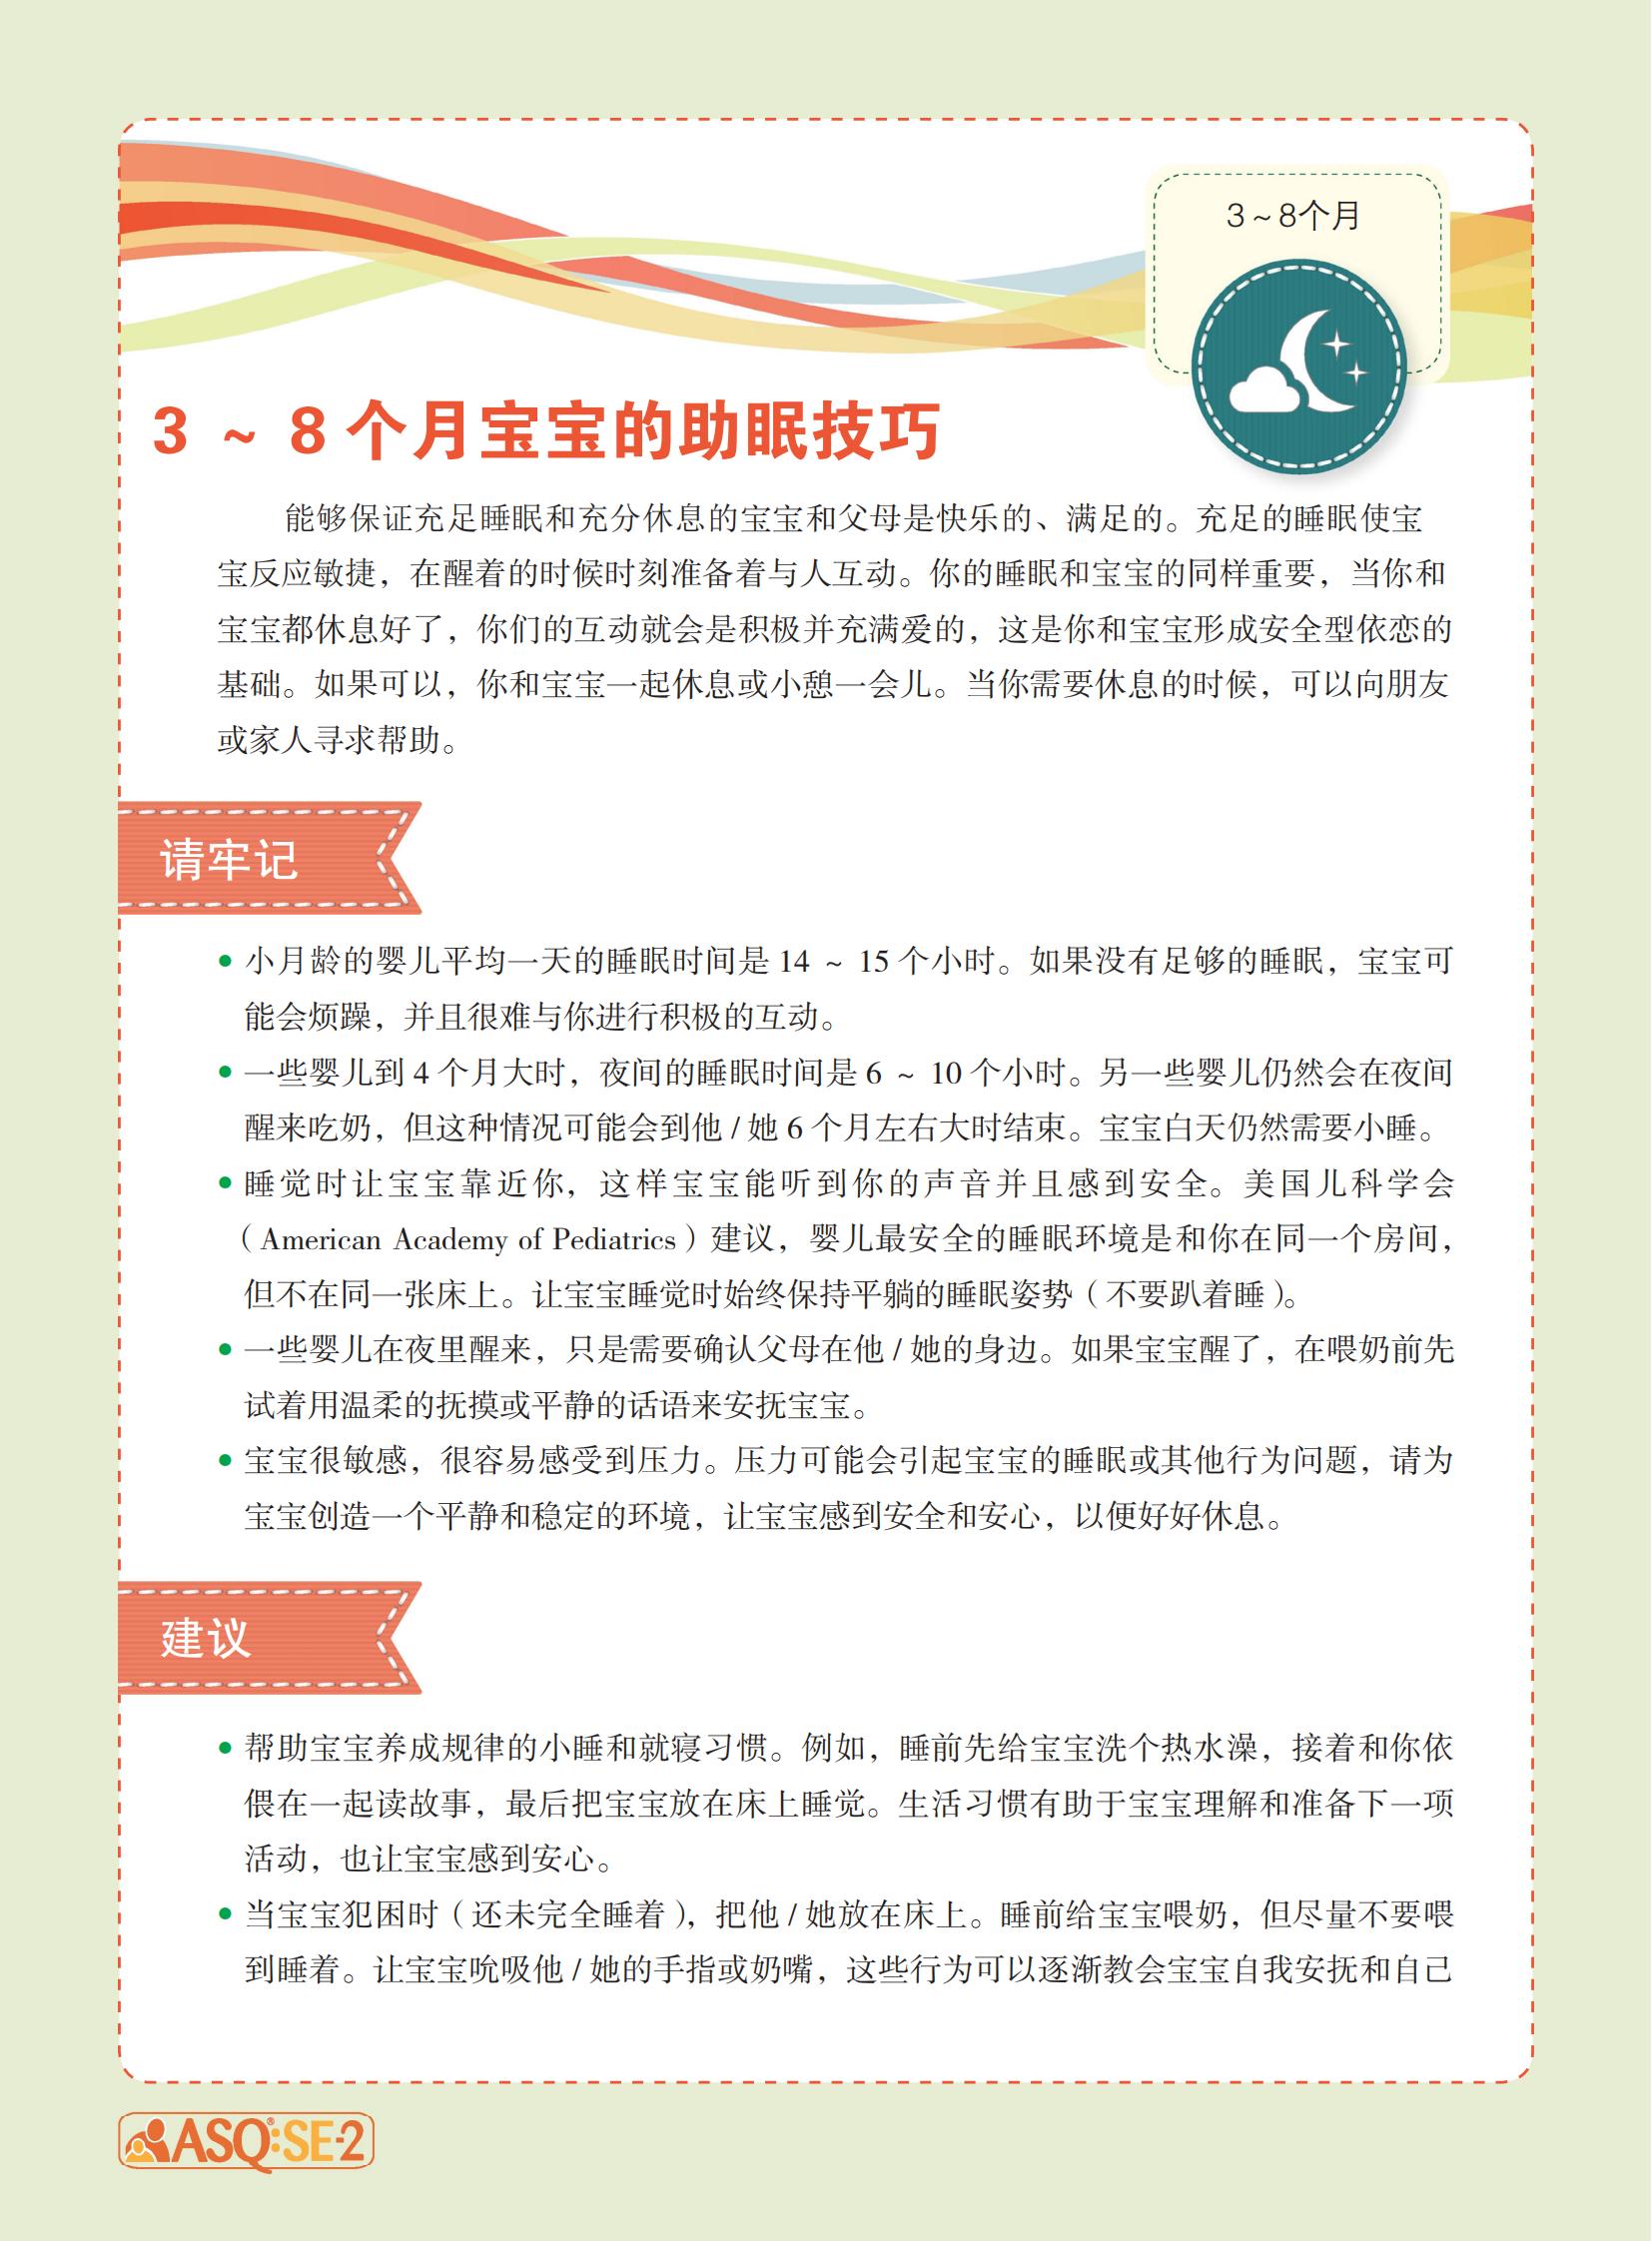 3～8个月
3 ~ 8 个月宝宝的助眠技巧
能够保证充足睡眠和充分休息的宝宝和父母是快乐的、满足的。充足的睡眠使宝
宝反应敏捷，在醒着的时候时刻准备着与人互动。你的睡眠和宝宝的同样重要，当你和
宝宝都休息好了，你们的互动就会是积极并充满爱的，这是你和宝宝形成安全型依恋的
基础。如果可以，你和宝宝一起休息或小憩一会儿。当你需要休息的时候，可以向朋友
或家人寻求帮助。
请牢记
• 小月龄的婴儿平均一天的睡眠时间是 14 ~ 15 个小时。如果没有足够的睡眠，宝宝可
能会烦躁，并且很难与你进行积极的互动。
• 一些婴儿到 4 个月大时，夜间的睡眠时间是 6 ~ 10 个小时。另一些婴儿仍然会在夜间
醒来吃奶，但这种情况可能会到他 / 她 6 个月左右大时结束。宝宝白天仍然需要小睡。
• 睡觉时让宝宝靠近你，这样宝宝能听到你的声音并且感到安全。美国儿科学会
（American Academy of Pediatrics）建议，婴儿最安全的睡眠环境是和你在同一个房间，
但不在同一张床上。让宝宝睡觉时始终保持平躺的睡眠姿势（不要趴着睡）。
• 一些婴儿在夜里醒来，只是需要确认父母在他 / 她的身边。如果宝宝醒了，在喂奶前先
试着用温柔的抚摸或平静的话语来安抚宝宝。
• 宝宝很敏感，很容易感受到压力。压力可能会引起宝宝的睡眠或其他行为问题，请为
宝宝创造一个平静和稳定的环境，让宝宝感到安全和安心，以便好好休息。
建议
• 帮助宝宝养成规律的小睡和就寝习惯。例如，睡前先给宝宝洗个热水澡，接着和你依
偎在一起读故事，最后把宝宝放在床上睡觉。生活习惯有助于宝宝理解和准备下一项
活动，也让宝宝感到安心。
• 当宝宝犯困时（还未完全睡着），把他 / 她放在床上。睡前给宝宝喂奶，但尽量不要喂
到睡着。让宝宝吮吸他 / 她的手指或奶嘴，这些行为可以逐渐教会宝宝自我安抚和自己
ASQ®:SE-2